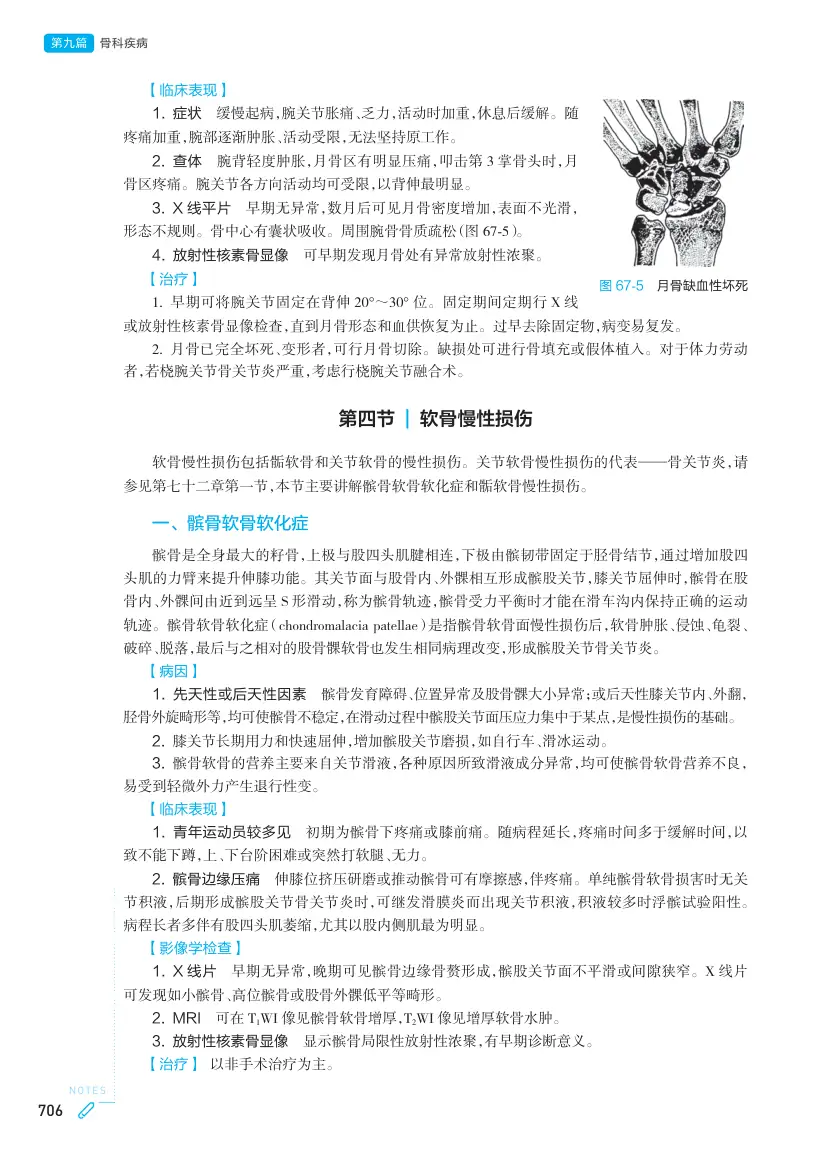 第九篇 骨科疾病
【临床表现】
1. 症状 缓慢起病,腕关节胀痛、乏力,活动时加重,休息后缓解。随
疼痛加重,腕部逐渐肿胀、活动受限,无法坚持原工作。
2. 查体 腕背轻度肿胀,月骨区有明显压痛,叩击第 3 掌骨头时,月
骨区疼痛。腕关节各方向活动均可受限,以背伸最明显。
3. X 线平片 早期无异常,数月后可见月骨密度增加,表面不光滑,
形态不规则。骨中心有囊状吸收。周围腕骨骨质疏松(图 67-5)。
4. 放射性核素骨显像 可早期发现月骨处有异常放射性浓聚。
【治疗】
图 67-5 月骨缺血性坏死
1. 早期可将腕关节固定在背伸 20°～30° 位。固定期间定期行 X 线
或放射性核素骨显像检查,直到月骨形态和血供恢复为止。过早去除固定物,病变易复发。
2. 月骨已完全坏死、变形者,可行月骨切除。缺损处可进行骨填充或假体植入。对于体力劳动
者,若桡腕关节骨关节炎严重,考虑行桡腕关节融合术。
第四节 | 软骨慢性损伤
软骨慢性损伤包括骺软骨和关节软骨的慢性损伤。关节软骨慢性损伤的代表——骨关节炎,请
参见第七十二章第一节,本节主要讲解髌骨软骨软化症和骺软骨慢性损伤。
一、髌骨软骨软化症
髌骨是全身最大的籽骨,上极与股四头肌腱相连,下极由髌韧带固定于胫骨结节,通过增加股四
头肌的力臂来提升伸膝功能。其关节面与股骨内、外髁相互形成髌股关节,膝关节屈伸时,髌骨在股
骨内、外髁间由近到远呈 S 形滑动,称为髌骨轨迹,髌骨受力平衡时才能在滑车沟内保持正确的运动
轨迹。髌骨软骨软化症(chondromalacia patellae)是指髌骨软骨面慢性损伤后,软骨肿胀、侵蚀、龟裂、
破碎、脱落,最后与之相对的股骨髁软骨也发生相同病理改变,形成髌股关节骨关节炎。
【病因】
1. 先天性或后天性因素 髌骨发育障碍、位置异常及股骨髁大小异常;或后天性膝关节内、外翻,
胫骨外旋畸形等,均可使髌骨不稳定,在滑动过程中髌股关节面压应力集中于某点,是慢性损伤的基础。
2. 膝关节长期用力和快速屈伸,增加髌股关节磨损,如自行车、滑冰运动。
3. 髌骨软骨的营养主要来自关节滑液,各种原因所致滑液成分异常,均可使髌骨软骨营养不良,
易受到轻微外力产生退行性变。
【临床表现】
1. 青年运动员较多见 初期为髌骨下疼痛或膝前痛。随病程延长,疼痛时间多于缓解时间,以
致不能下蹲,上、下台阶困难或突然打软腿、无力。
2. 髌骨边缘压痛 伸膝位挤压研磨或推动髌骨可有摩擦感,伴疼痛。单纯髌骨软骨损害时无关
节积液,后期形成髌股关节骨关节炎时,可继发滑膜炎而出现关节积液,积液较多时浮髌试验阳性。
病程长者多伴有股四头肌萎缩,尤其以股内侧肌最为明显。
【影像学检查】
1. X 线片 早期无异常,晚期可见髌骨边缘骨赘形成,髌股关节面不平滑或间隙狭窄。X 线片
可发现如小髌骨、高位髌骨或股骨外髁低平等畸形。
2. MRI 可在 T₁WI 像见髌骨软骨增厚,T₂WI 像见增厚软骨水肿。
3. 放射性核素骨显像 显示髌骨局限性放射性浓聚,有早期诊断意义。
【治疗】 以非手术治疗为主。
NOTES
706